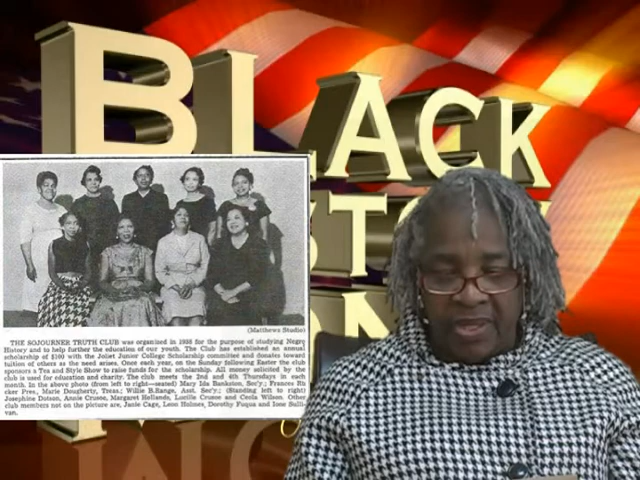 BLACK
(Matthews Studio)
THE SOJOURNER TRUTH CLUB was organized in for the purpose of studying Negro
History and to help further the education of our youth. The Club has established an annual
scholarship of $100 with the Joliet Junior College Scholarship committee and donates toward
tuition of others as the need arises. Once each year, on the Sunday following Easter the club
sponsors a Tea and Style Show to raise funds for the scholarship. All money solicited by the
club is used for education and charity. The club meets the 2nd and 4th Thursdays in each
month. In the above photo (from left to right—seated) Mary Ida Bankston, Sec'y.; Frances
cker Pres., Marie Dougherty, Treas.; Willie B. Range, Asst. Sec'y.; (Standing left to right)
Josephine Dotson, Annie Crusoe, Margaret Hollands, Lucille Crusoe and Ceela Wilson. Other
club members not on the picture are, Janie Cage, Leon Holmes, Dorothy Fuqua and Ione Sulli-
van.